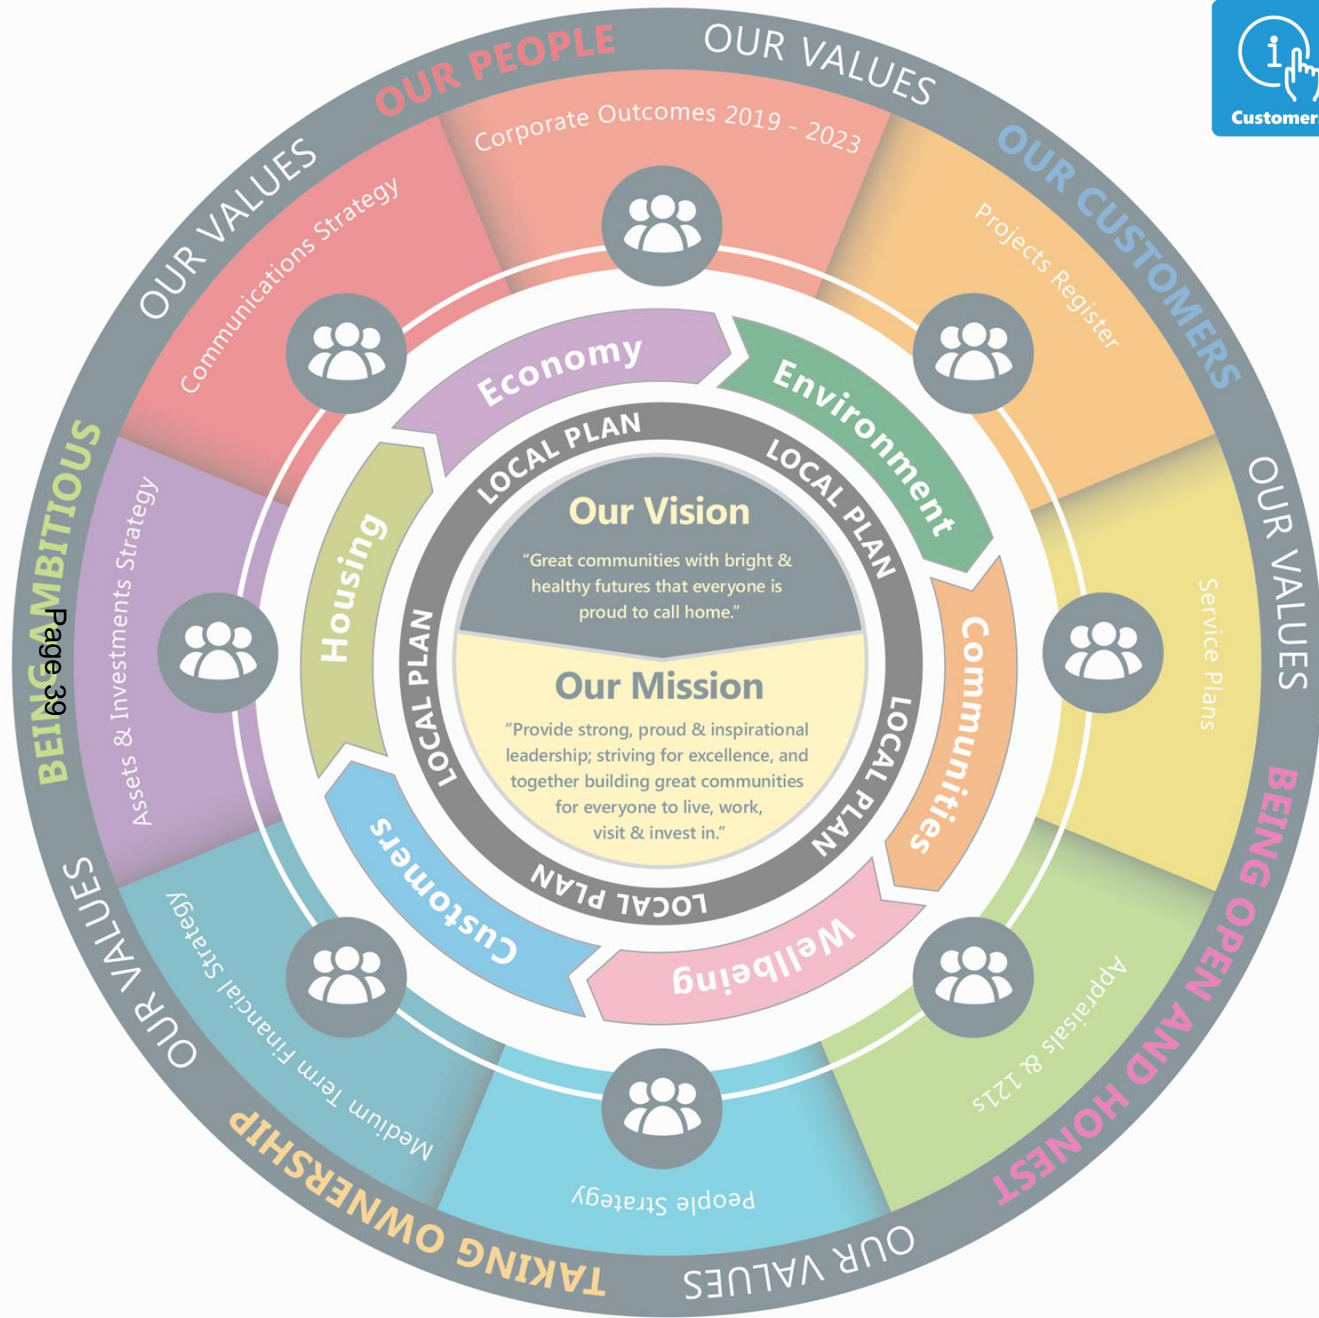 OUR PEOPLE
OUR VALUES
OUR CUSTOMERS
OUR VALUES
BEING OPEN AND HONEST
OUR VALUES
TAKING OWNERSHIP
OUR VALUES
BEING AMBITIOUS
OUR VALUES
Corporate Outcomes 2019 - 2023
Projects Register
Service Plans
Appraisals & 121s
People Strategy
Medium Term Financial Strategy
Assets & Investments Strategy
Communications Strategy
Economy
Environment
Communities
Wellbeing
Customers
Housing
LOCAL PLAN
LOCAL PLAN
LOCAL PLAN
LOCAL PLAN
LOCAL PLAN
Our Vision
“Great communities with bright &
healthy futures that everyone is
proud to call home.”
Our Mission
“Provide strong, proud & inspirational
leadership; striving for excellence, and
together building great communities
for everyone to live, work,
visit & invest in.”
Page 39
i
Customers